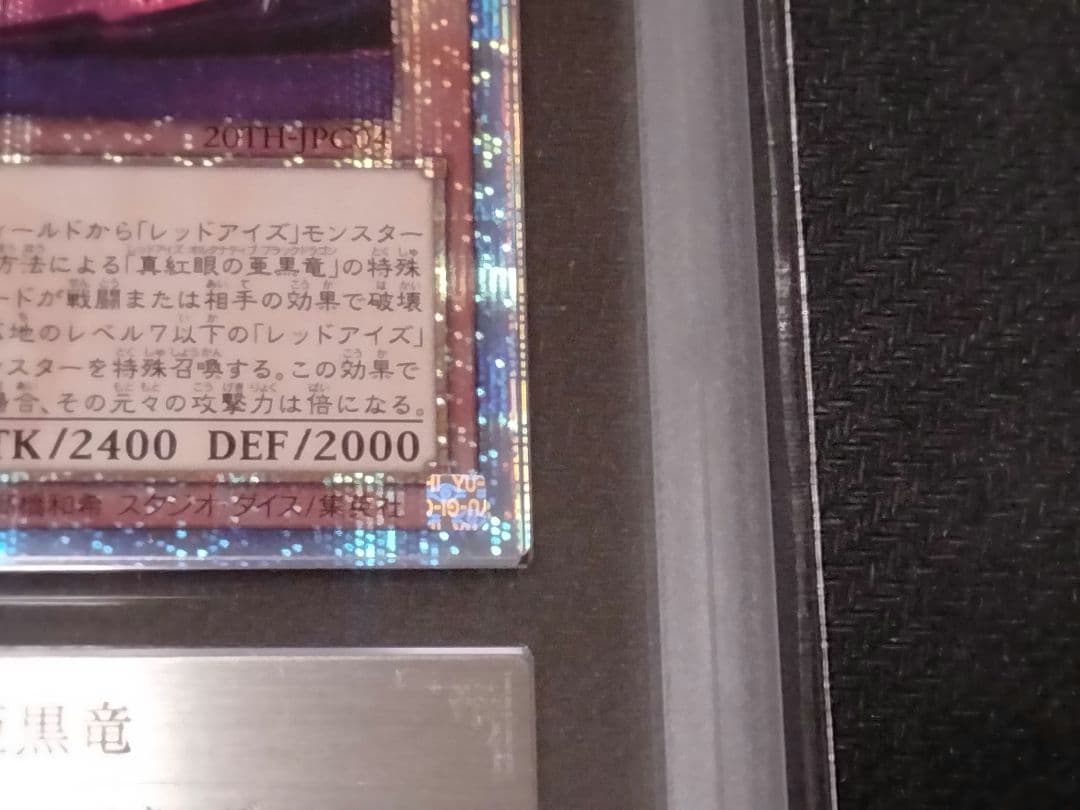 20TH-JPC04
ィールドから「レッドアイズ」モンスター
方法による「真紅眼の亜黒竜」の特殊
ードが戦闘または相手の効果で破壊
地のレベル7以下の「レッドアイズ」
ンスターを特殊召喚する。この効果で
場合、その元々の攻撃力は倍になる。
TK/2400 DEF/2000
橋和希 スタジオ・ダイス/集英社
亜黒竜